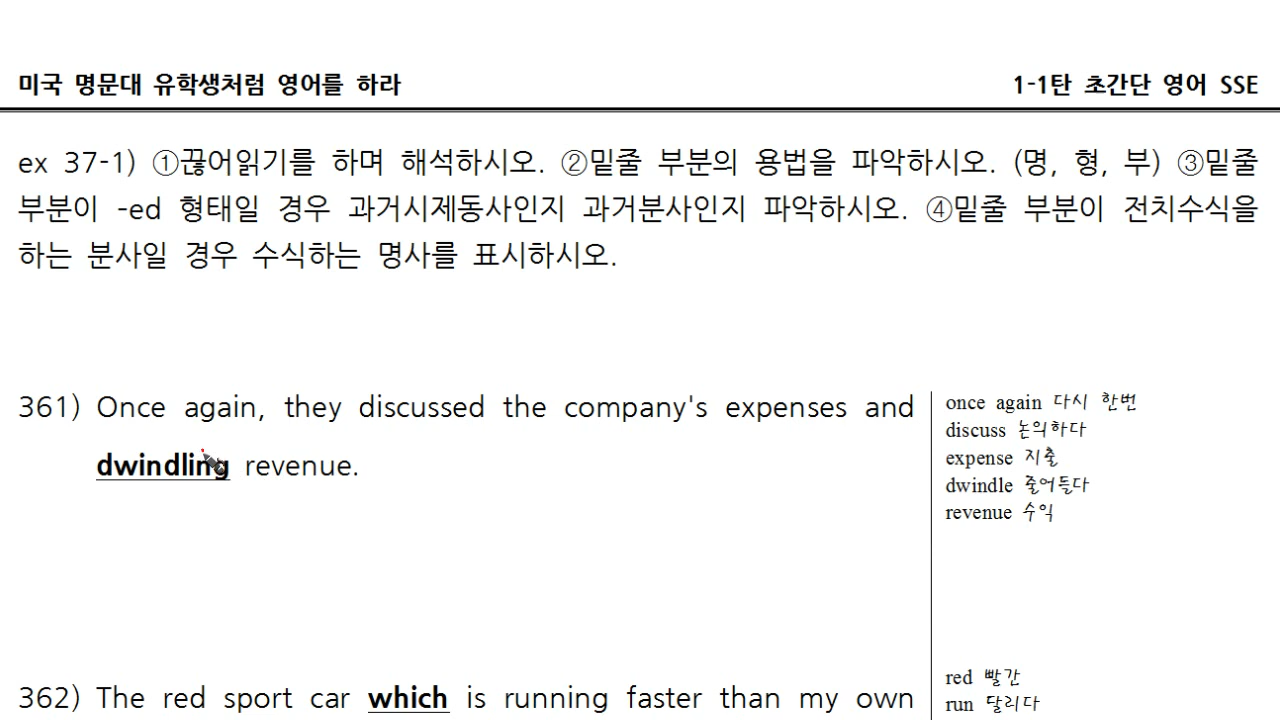 미국 명문대 유학생처럼 영어를 하라 1-1탄 초간단 영어 SSE
ex 37-1) ①끊어읽기를 하며 해석하시오. ②밑줄 부분의 용법을 파악하시오. (명, 형, 부) ③밑줄
부분이 -ed 형태일 경우 과거시제동사인지 과거분사인지 파악하시오. ④밑줄 부분이 전치수식을
하는 분사일 경우 수식하는 명사를 표시하시오.
361) Once again, they discussed the company's expenses and
dwindling revenue.
once again 다시 한번
discuss 논의하다
expense 지출
dwindle 줄어들다
revenue 수익
362) The red sport car which is running faster than my own
red 빨간
run 달리다